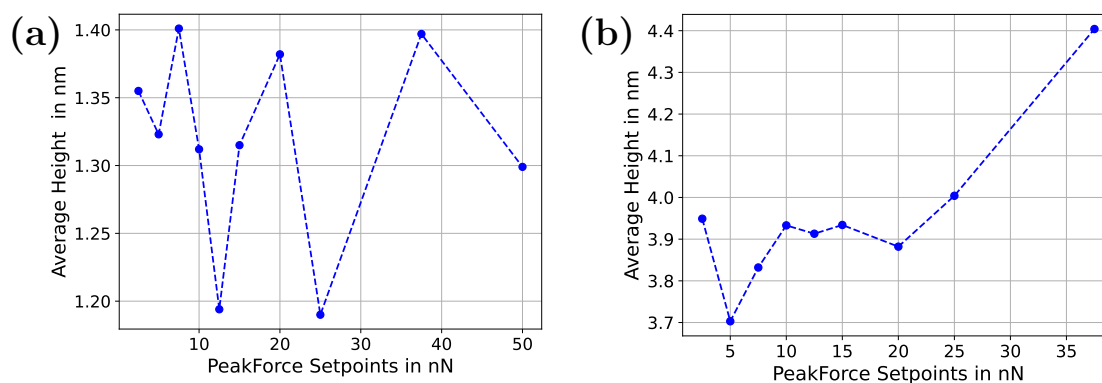 (a)
Average Height in nm
1.40
1.35
1.30
1.25
1.20
10 20 30 40 50
PeakForce Setpoints in nN
(b)
Average Height in nm
4.4
4.3
4.2
4.1
4.0
3.9
3.8
3.7
5 10 15 20 25 30 35
PeakForce Setpoints in nN